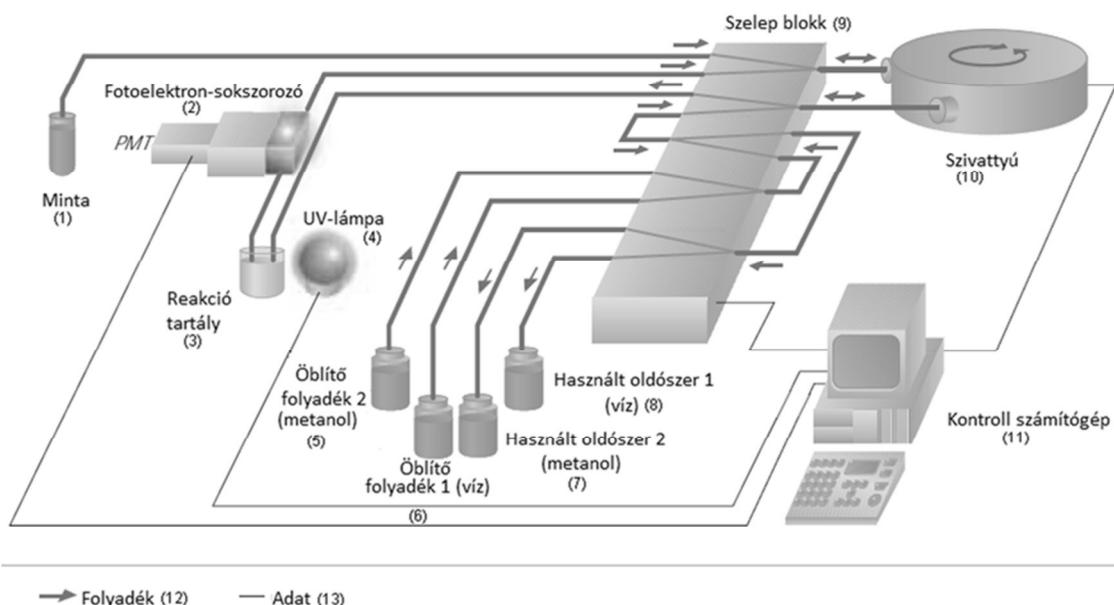 Szelep blokk (9)
Fotoelektron-sokszorozó
(2)
PMT
Minta
(1)
UV-lámpa
(4)
Szivattyú
(10)
Reakció
tartály
(3)
Öblítő
folyadék 2
(metanol)
(5)
Használt oldószer 1
(víz) (8)
Használt oldószer 2
(metanol)
(7)
Öblítő
folyadék 1 (víz)
(6)
Kontroll számítógép
(11)
Folyadék (12)
Adat (13)